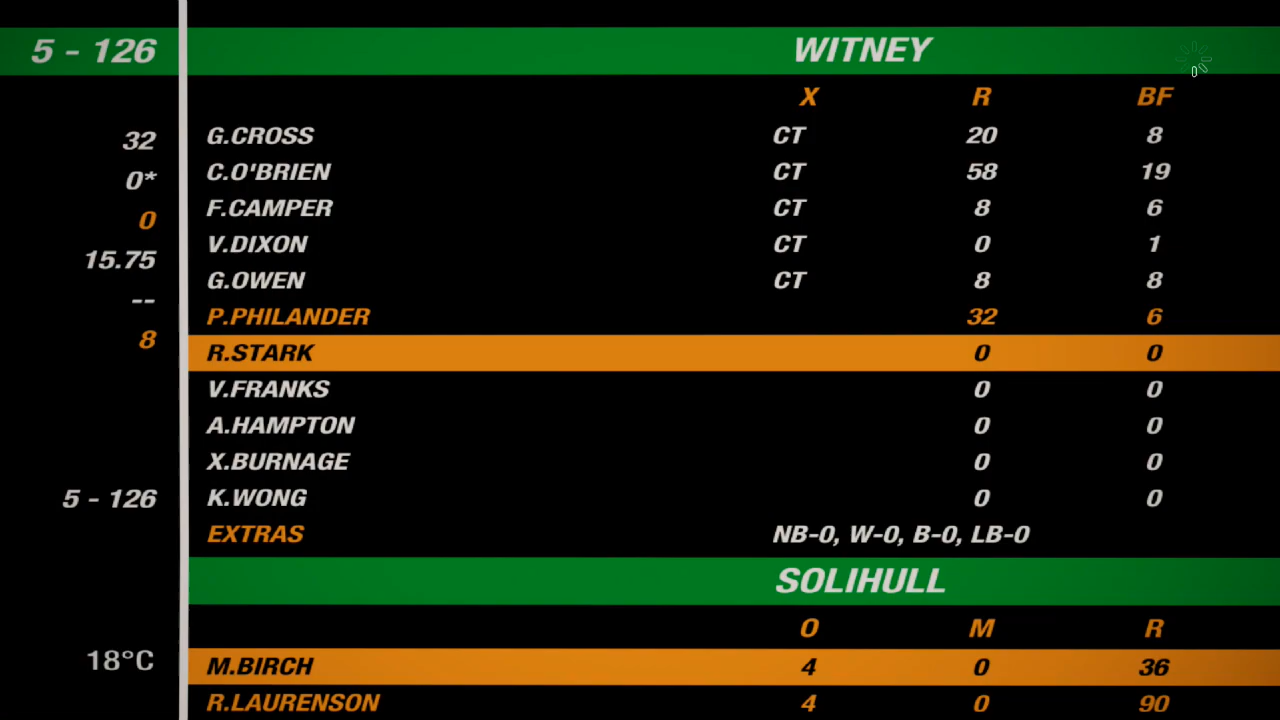 5 - 126 WITNEY
X R BF
32 G.CROSS CT 20 8
0* C.O'BRIEN CT 58 19
0 F.CAMPER CT 8 6
15.75 V.DIXON CT 0 1
-- G.OWEN CT 8 8
P.PHILANDER 32 6
8 R.STARK 0 0
V.FRANKS 0 0
A.HAMPTON 0 0
X.BURNAGE 0 0
5 - 126 K.WONG 0 0
EXTRAS NB-0, W-0, B-0, LB-0
SOLIHULL
O M R
18°C M.BIRCH 4 0 36
R.LAURENSON 4 0 90